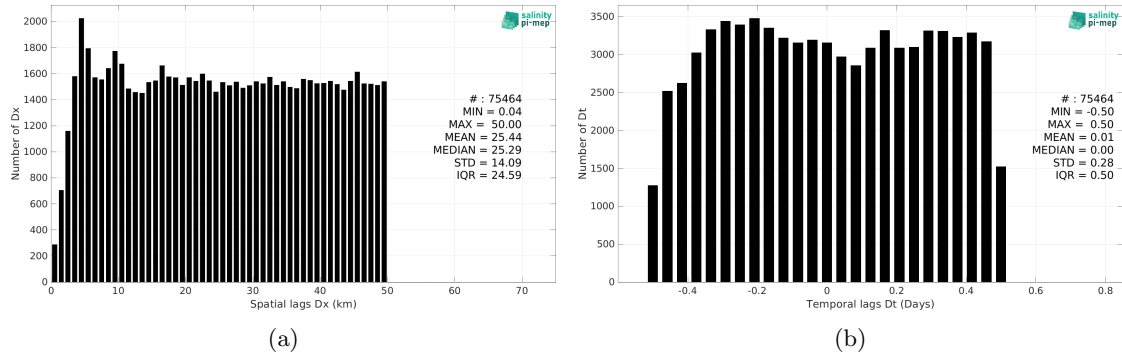 salinity
pi-mep
2000
1800
1600
1400
1200
1000
800
600
400
200
0
Number of Dx
# : 75464
MIN = 0.04
MAX = 50.00
MEAN = 25.44
MEDIAN = 25.29
STD = 14.09
IQR = 24.59
0 10 20 30 40 50 60 70
Spatial lags Dx (km)
(a)
salinity
pi-mep
3500
3000
2500
2000
1500
1000
500
0
Number of Dt
# : 75464
MIN = -0.50
MAX = 0.50
MEAN = 0.01
MEDIAN = 0.00
STD = 0.28
IQR = 0.50
-0.4 -0.2 0 0.2 0.4 0.6 0.8
Temporal lags Dt (Days)
(b)